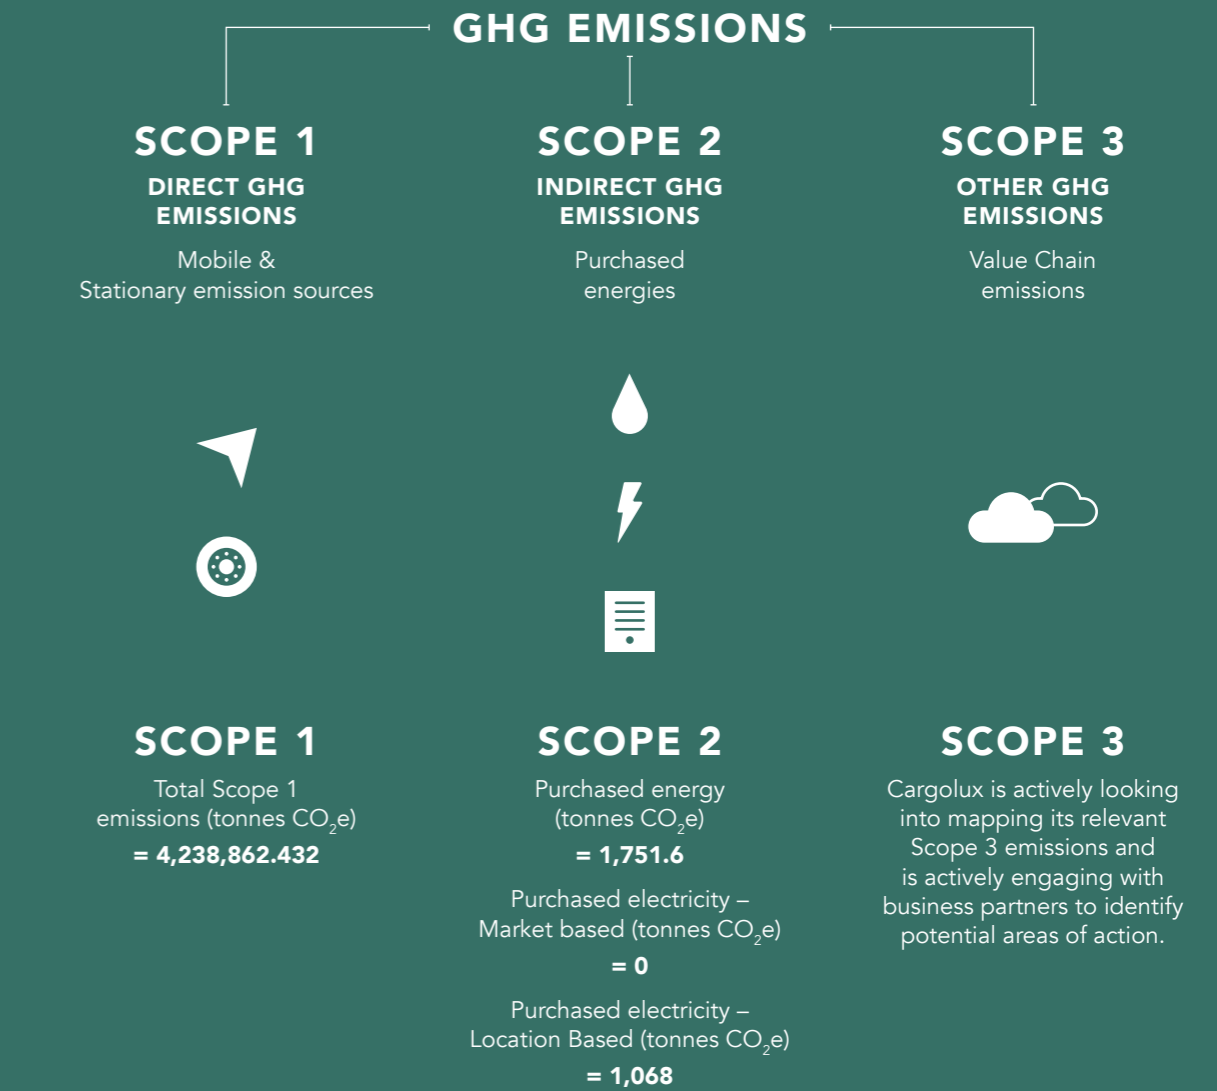 GHG EMISSIONS
SCOPE 1
DIRECT GHG
EMISSIONS
Mobile &
Stationary emission sources
SCOPE 2
INDIRECT GHG
EMISSIONS
Purchased
energies
SCOPE 3
OTHER GHG
EMISSIONS
Value Chain
emissions
SCOPE 1
Total Scope 1
emissions (tonnes CO₂e)
= 4,238,862.432
SCOPE 2
Purchased energy
(tonnes CO₂e)
= 1,751.6
Purchased electricity –
Market based (tonnes CO₂e)
= 0
Purchased electricity –
Location Based (tonnes CO₂e)
= 1,068
SCOPE 3
Cargolux is actively looking
into mapping its relevant
Scope 3 emissions and
is actively engaging with
business partners to identify
potential areas of action.